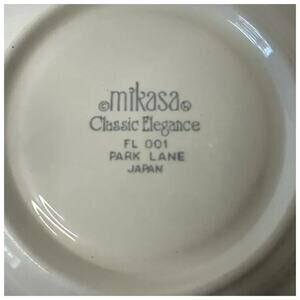 ©mikasa®
Classic Elegance
FL 001
PARK LANE
JAPAN